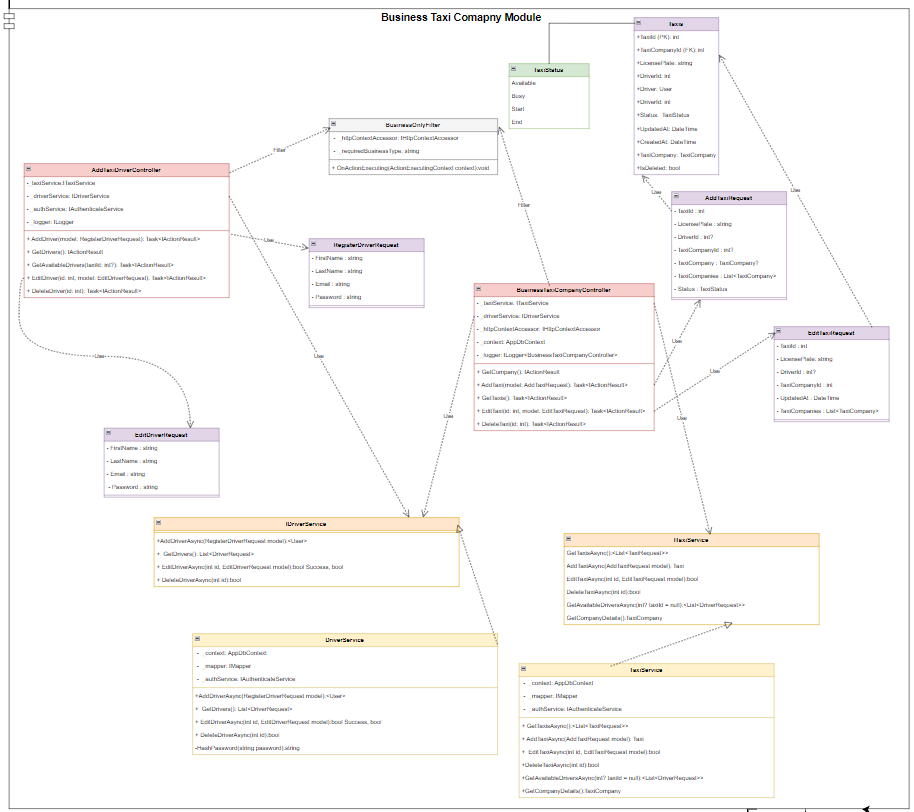 Business Taxi Comapny Module
Taxis
+TaxiId (PK): int
+TaxiCompanyId (FK): int
+LicensePlate: string
+DriverId: int
+Driver: User
+DriverId: int
+Status: TaxiStatus
+UpdatedAt: DateTime
+CreatedAt: DateTime
+TaxiCompany: TaxiCompany
+IsDeleted: bool
TaxiStatus
Available
Busy
Start
End
BusinessOnlyFilter
- _httpContextAccessor: IHttpContextAccessor
- _requiredBusinessType: string
+ OnActionExecuting(ActionExecutingContext context):void
Filter
AddTaxiDriverController
- _taxiService:ITaxiService
- _driverService: IDriverService
- _authService: IAuthenticateService
- _logger: ILogger
+ AddDriver(model: RegisterDriverRequest): Task<IActionResult>
+ GetDrivers(): IActionResult
+ GetAvailableDrivers(taxiId: int?): Task<IActionResult>
+ EditDriver(id: int, model: EditDriverRequest): Task<IActionResult>
+ DeleteDriver(id: int): Task<IActionResult>
Use
RegisterDriverRequest
- FirstName : string
- LastName : string
- Email : string
- Password : string
Filter
Use
Use
AddTaxiRequest
- TaxiId : int
- LicensePlate : string
- DriverId : int?
- TaxiCompanyId : int?
- TaxiCompany : TaxiCompany?
- TaxiCompanies : List<TaxiCompany>
- Status : TaxiStatus
BusinessTaxiCompanyController
- _taxiService: ITaxiService
- _driverService: IDriverService
- _httpContextAccessor: IHttpContextAccessor
- _context: AppDbContext
- _logger: ILogger<BusinessTaxiCompanyController>
+ GetCompany(): IActionResult
+ AddTaxi(model: AddTaxiRequest): Task<IActionResult>
+ GetTaxis(): Task<IActionResult>
+ EditTaxi(id: int, model: EditTaxiRequest): Task<IActionResult>
+ DeleteTaxi(id: int): Task<IActionResult>
Use
Use
Use
EditTaxiRequest
- TaxiId : int
- LicensePlate: string
- DriverId : int?
- TaxiCompanyId : int
- UpdatedAt : DateTime
- TaxiCompanies : List<TaxiCompany>
Use
Use
Use
EditDriverRequest
- FirstName : string
- LastName : string
- Email : string
- Password : string
IDriverService
+AddDriverAsync(RegisterDriverRequest model):<User>
+ GetDrivers(): List<DriverRequest>
+ EditDriverAsync(int id, EditDriverRequest model):bool Success, bool
+ DeleteDriverAsync(int id):bool
ITaxiService
GetTaxisAsync():<List<TaxiRequest>>
AddTaxiAsync(AddTaxiRequest model): Taxi
EditTaxiAsync(int id, EditTaxiRequest model):bool
DeleteTaxiAsync(int id):bool
GetAvailableDriversAsync(int? taxiId = null):<List<DriverRequest>>
GetCompanyDetails():TaxiCompany
DriverService
- _context: AppDbContext
- _mapper: IMapper
- _authService: IAuthenticateService
+AddDriverAsync(RegisterDriverRequest model):<User>
+ GetDrivers(): List<DriverRequest>
+ EditDriverAsync(int id, EditDriverRequest model):bool Success, bool
+ DeleteDriverAsync(int id):bool
-HashPassword(string password):string
TaxiService
- _context: AppDbContext
- _mapper: IMapper
- _authService: IAuthenticateService
+ GetTaxisAsync():<List<TaxiRequest>>
+ AddTaxiAsync(AddTaxiRequest model): Taxi
+ EditTaxiAsync(int id, EditTaxiRequest model):bool
+DeleteTaxiAsync(int id):bool
+GetAvailableDriversAsync(int? taxiId = null):<List<DriverRequest>>
+GetCompanyDetails():TaxiCompany